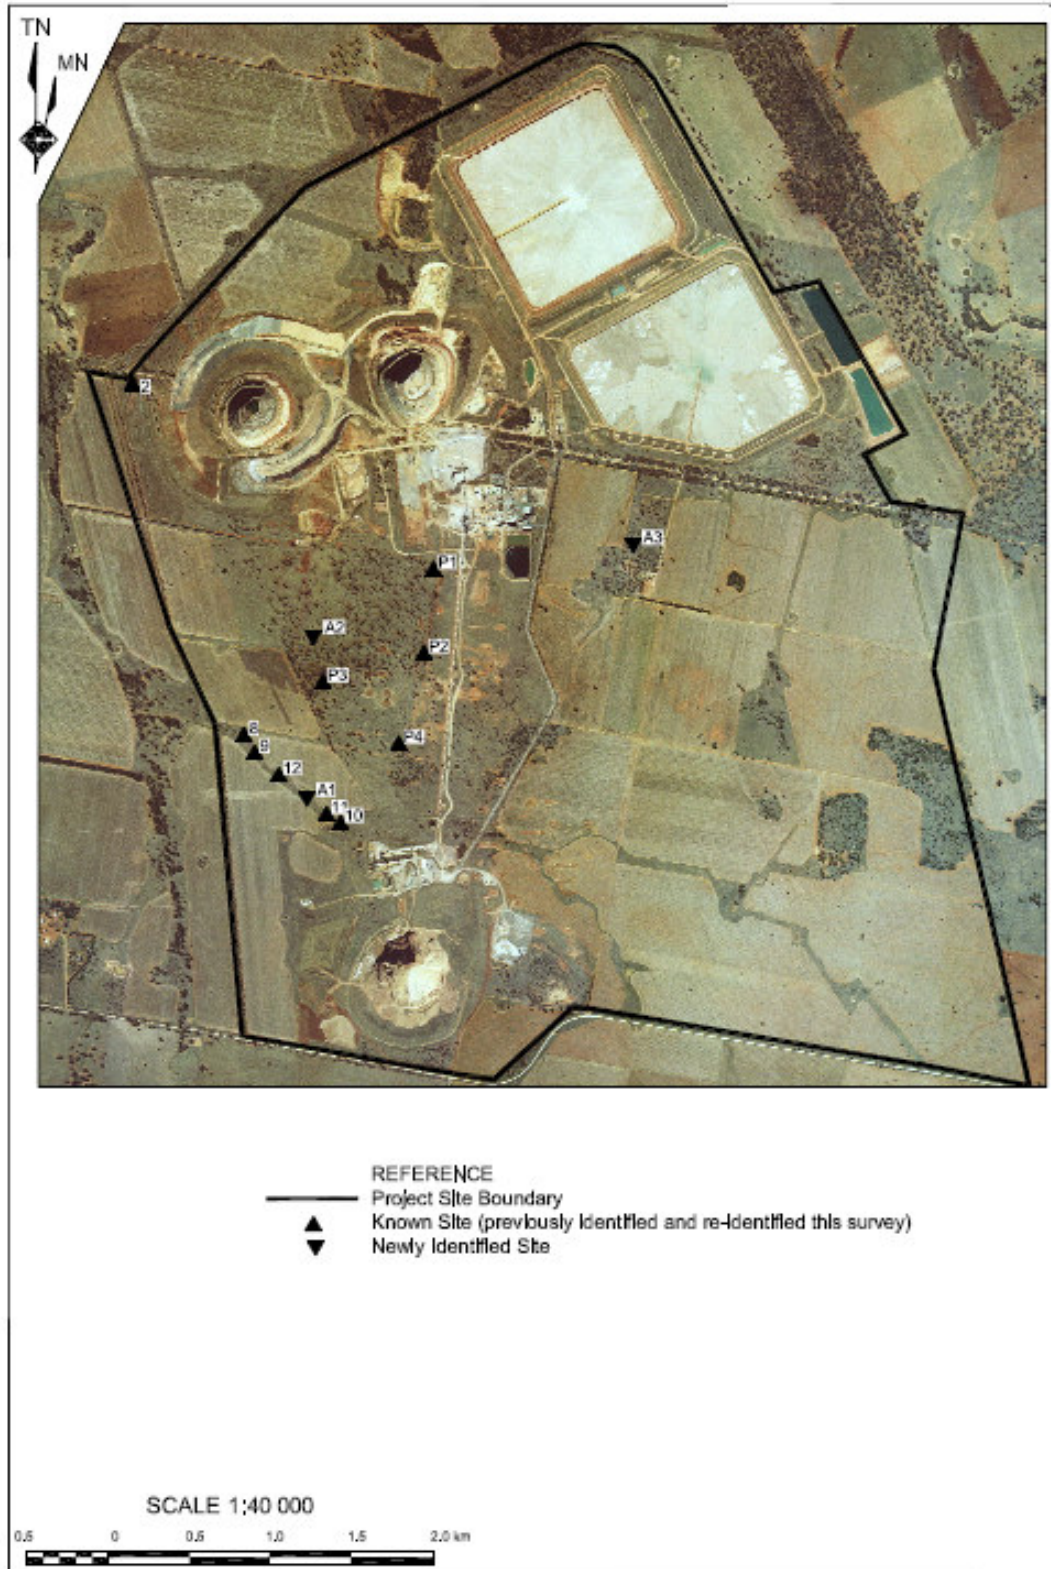 TN
MN
2
A3
P1
A2
P2
P3
8
9
P4
12
A1
11
10
REFERENCE
Project Site Boundary
Known Site (previously identified and re-identified this survey)
Newly Identified Site
SCALE 1:40 000
0.5 0 0.5 1.0 1.5 2.0 km